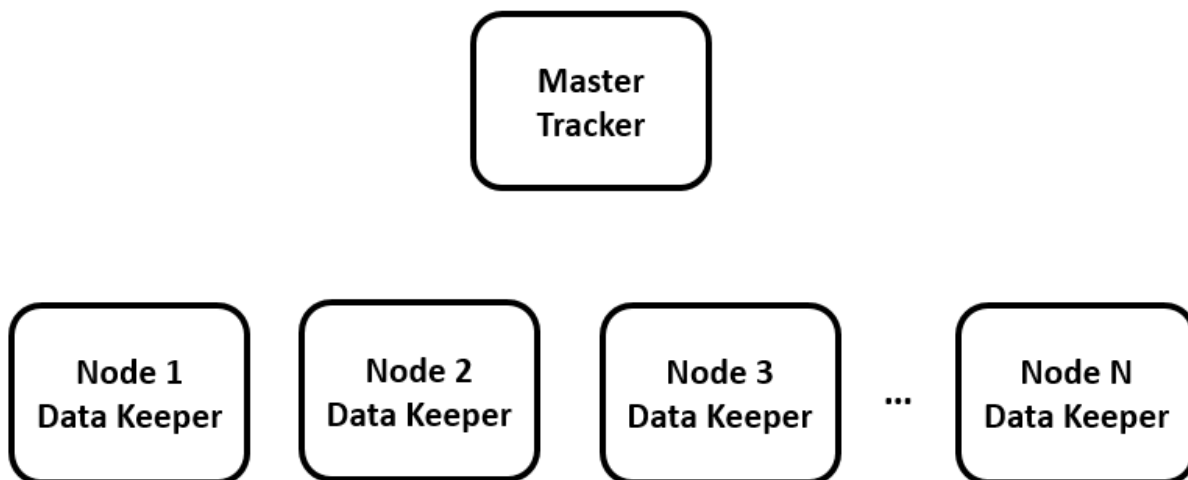 Master
Tracker
Node 1
Data Keeper
Node 2
Data Keeper
Node 3
Data Keeper
...
Node N
Data Keeper